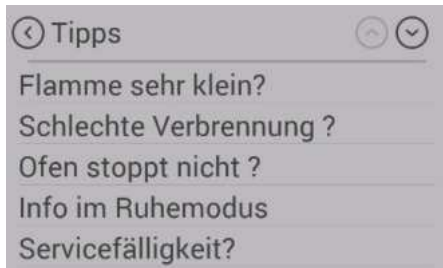 Tipps
Flamme sehr klein?
Schlechte Verbrennung ?
Ofen stoppt nicht ?
Info im Ruhemodus
Servicefälligkeit?